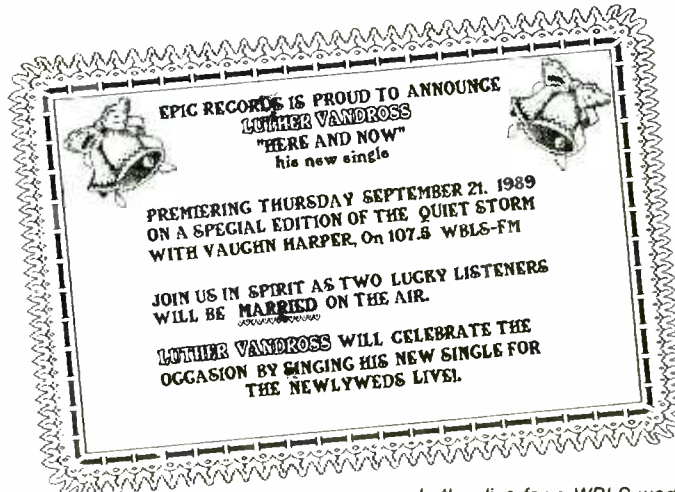 EPIC RECORDS IS PROUD TO ANNOUNCE
LUTHER VANDROSS
"HERE AND NOW"
his new single
PREMIERING THURSDAY SEPTEMBER 21, 1989
ON A SPECIAL EDITION OF THE QUIET STORM
WITH VAUGHN HARPER, On 107.5 WBLS-FM
JOIN US IN SPIRIT AS TWO LUCKY LISTENERS
WILL BE MARRIED ON THE AIR.
LUTHER VANDROSS WILL CELEBRATE THE
OCCASION BY SINGING HIS NEW SINGLE FOR
THE NEWLYWEDS LIVE!.
live for a WBLS